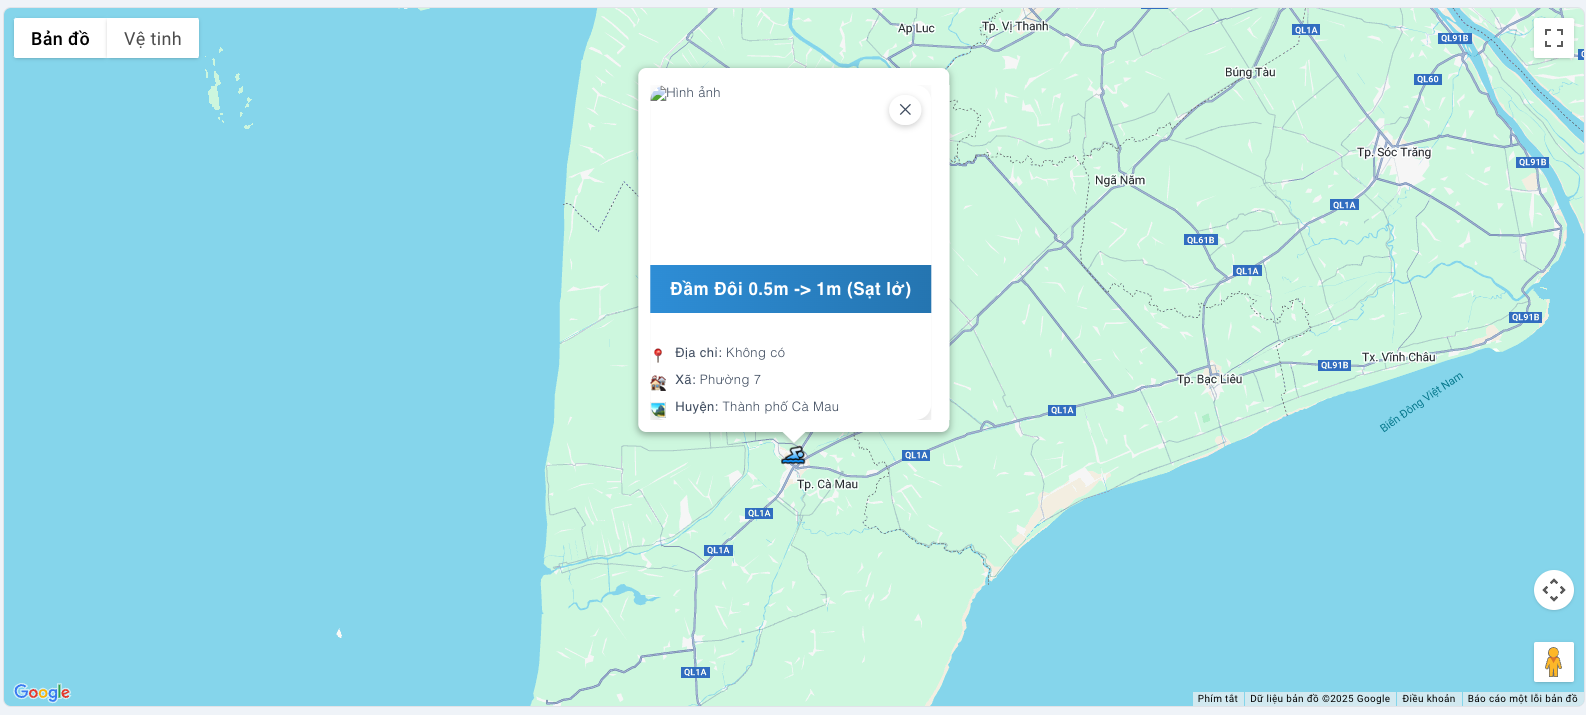 Bản đồ
Vệ tinh
Ap Luc
Tp. Vị Thanh
QL1A
QL91B
Búng Tàu
QL60
Hình ảnh
Tp. Sóc Trăng
QL91B
Ngã Năm
QL1A
QL61B
QL1A
Đầm Đôi 0.5m -> 1m (Sạt lở)
QL91B
Địa chỉ: Không có
Tx. Vĩnh Châu
QL91B
Xã: Phường 7
Tp. Bạc Liêu
Biển Đông Việt Nam
Huyện: Thành phố Cà Mau
QL1A
QL1A
Tp. Cà Mau
QL1A
QL1A
QL1A
Google
Phím tắt
Dữ liệu bản đồ ©2025 Google
Điều khoản
Báo cáo một lỗi bản đồ